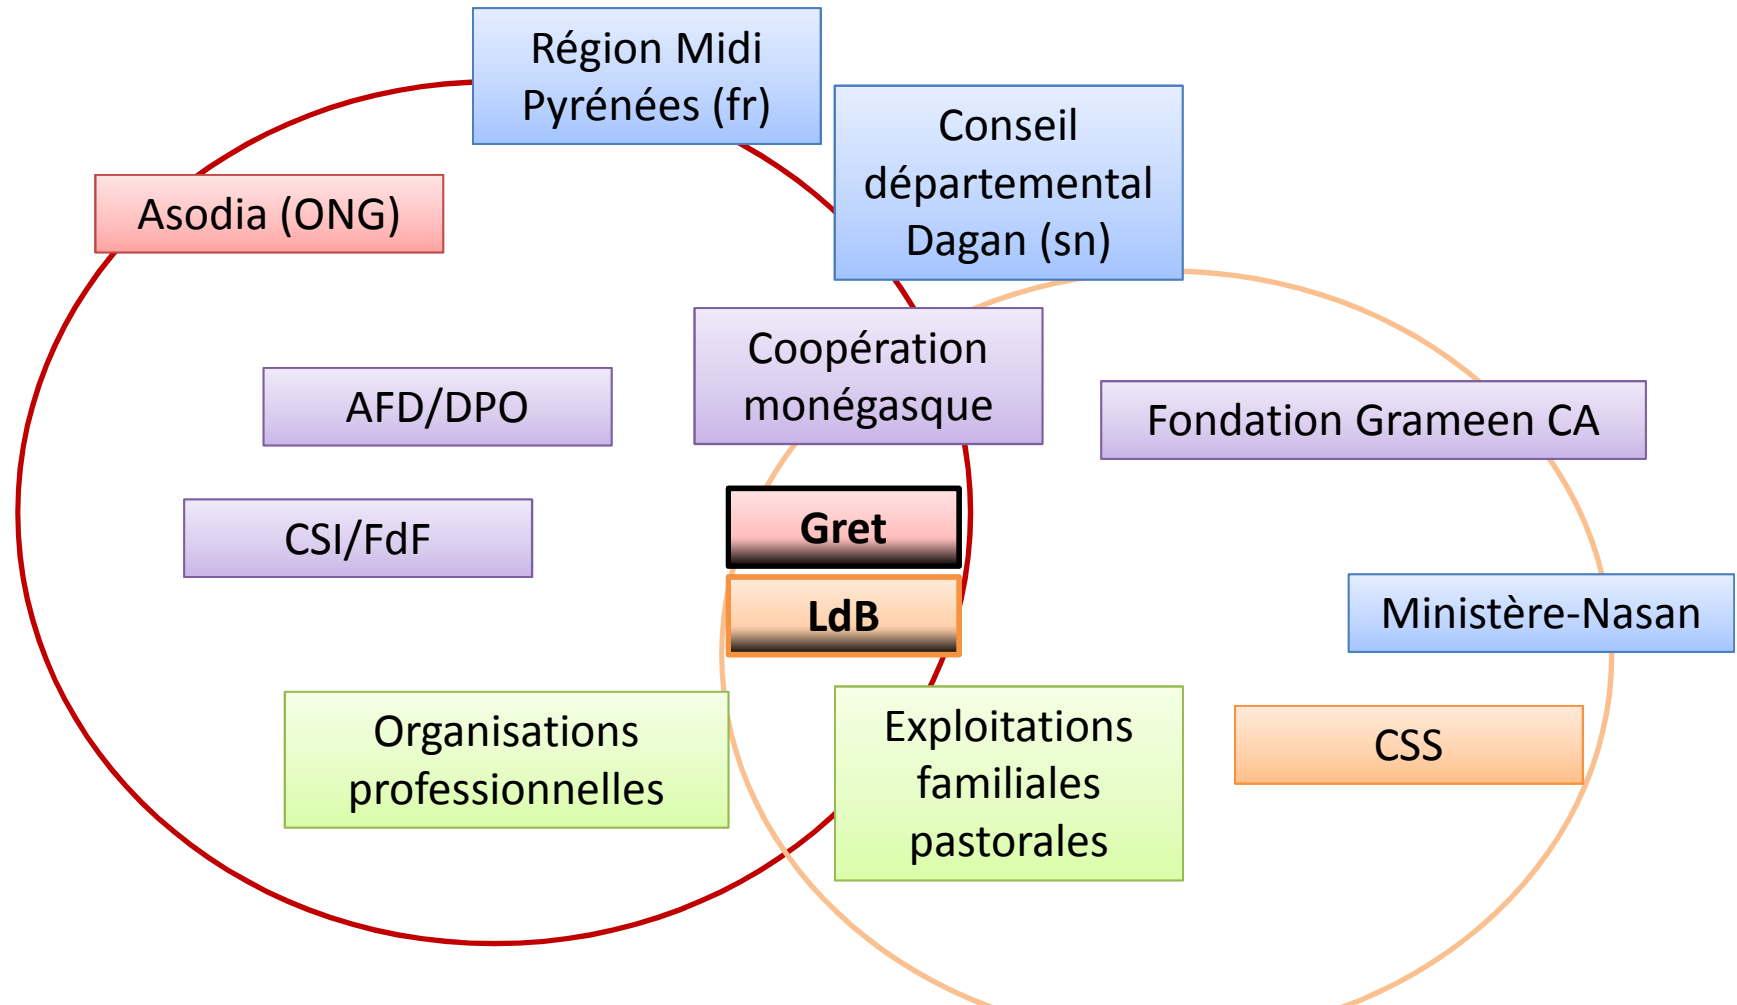 Région Midi
Pyrénées (fr)
Conseil
départemental
Dagan (sn)
Asodia (ONG)
Coopération
monégasque
AFD/DPO
Fondation Grameen CA
CSI/FdF
Gret
LdB
Ministère-Nasan
Organisations
professionnelles
Exploitations
familiales
pastorales
CSS